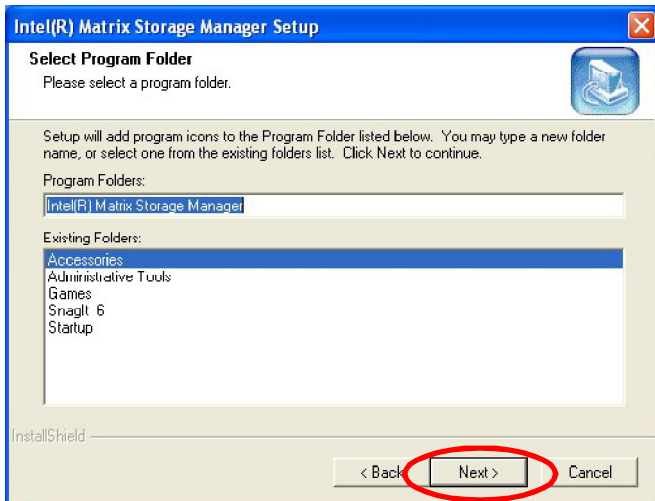 Intel(R) Matrix Storage Manager Setup
Select Program Folder
Please select a program folder.
Setup will add program icons to the Program Folder listed below. You may type a new folder
name, or select one from the existing folders list. Click Next to continue.
Program Folders:
Intel(R) Matrix Storage Manager
Existing Folders:
Accessories
Administrative Tools
Games
SnagIt 6
Startup
InstallShield
< Back
Next >
Cancel